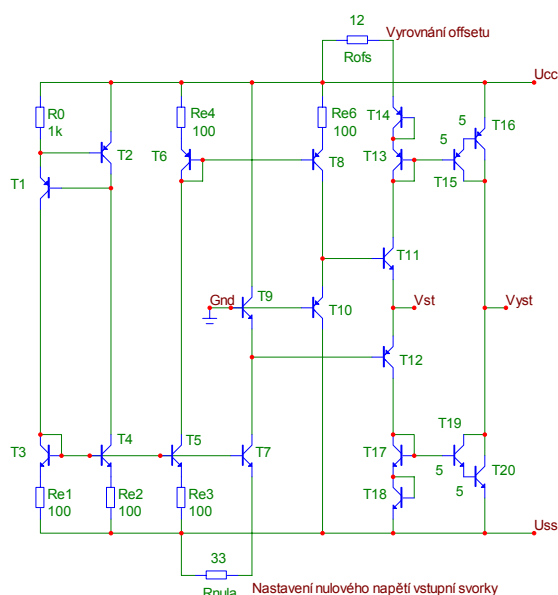 12
Vyrovnání offsetu
Rofs
Ucc
R0
1k
T2
Re4
100
T6
Re6
100
T8
T14
T13
5
5
T16
T15
T1
T11
Gnd
T9
T10
Vst
Vyst
T12
T3
T4
T5
T7
T17
T18
T19
5
5
T20
Re1
100
Re2
100
Re3
100
Uss
33
Rnula
Nastavení nulového napětí vstupní svorky